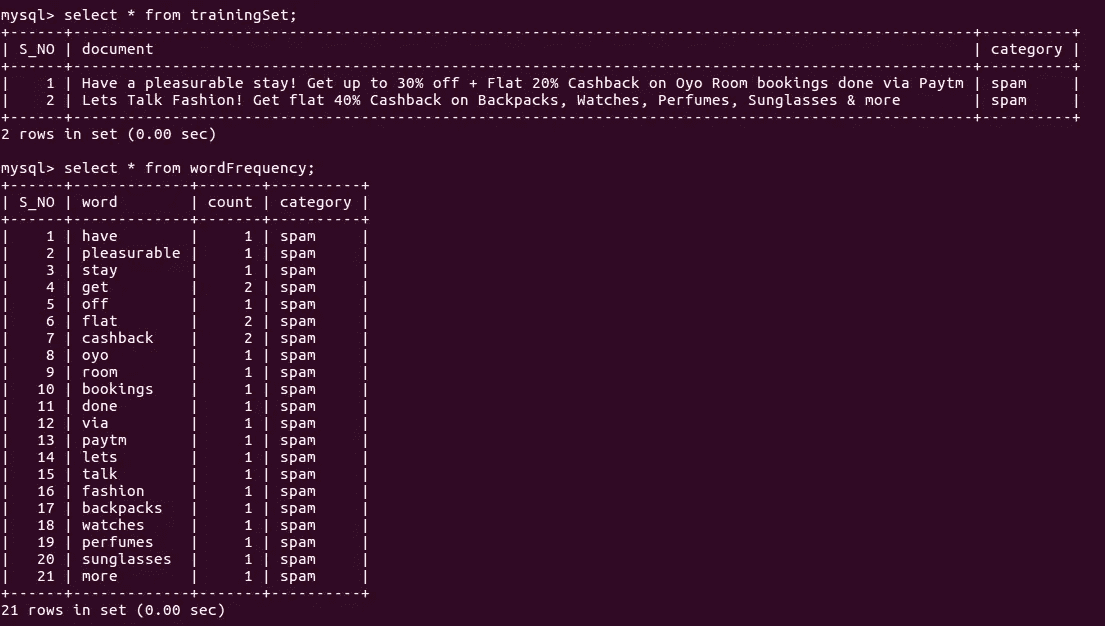 mysql> select * from trainingSet;
+------+----------------------------------------------------------------------------------------------------+----------+
| S_NO | document                                                                                           | category |
+------+----------------------------------------------------------------------------------------------------+----------+
|    1 | Have a pleasurable stay! Get up to 30% off + Flat 20% Cashback on Oyo Room bookings done via Paytm | spam     |
|    2 | Lets Talk Fashion! Get flat 40% Cashback on Backpacks, Watches, Perfumes, Sunglasses & more        | spam     |
+------+----------------------------------------------------------------------------------------------------+----------+
2 rows in set (0.00 sec)

mysql> select * from wordFrequency;
+------+-------------+-------+----------+
| S_NO | word        | count | category |
+------+-------------+-------+----------+
|    1 | have        |     1 | spam     |
|    2 | pleasurable |     1 | spam     |
|    3 | stay        |     1 | spam     |
|    4 | get         |     2 | spam     |
|    5 | off         |     1 | spam     |
|    6 | flat        |     2 | spam     |
|    7 | cashback    |     2 | spam     |
|    8 | oyo         |     1 | spam     |
|    9 | room        |     1 | spam     |
|   10 | bookings    |     1 | spam     |
|   11 | done        |     1 | spam     |
|   12 | via         |     1 | spam     |
|   13 | paytm       |     1 | spam     |
|   14 | lets        |     1 | spam     |
|   15 | talk        |     1 | spam     |
|   16 | fashion     |     1 | spam     |
|   17 | backpacks   |     1 | spam     |
|   18 | watches     |     1 | spam     |
|   19 | perfumes    |     1 | spam     |
|   20 | sunglasses  |     1 | spam     |
|   21 | more        |     1 | spam     |
+------+-------------+-------+----------+
21 rows in set (0.00 sec)